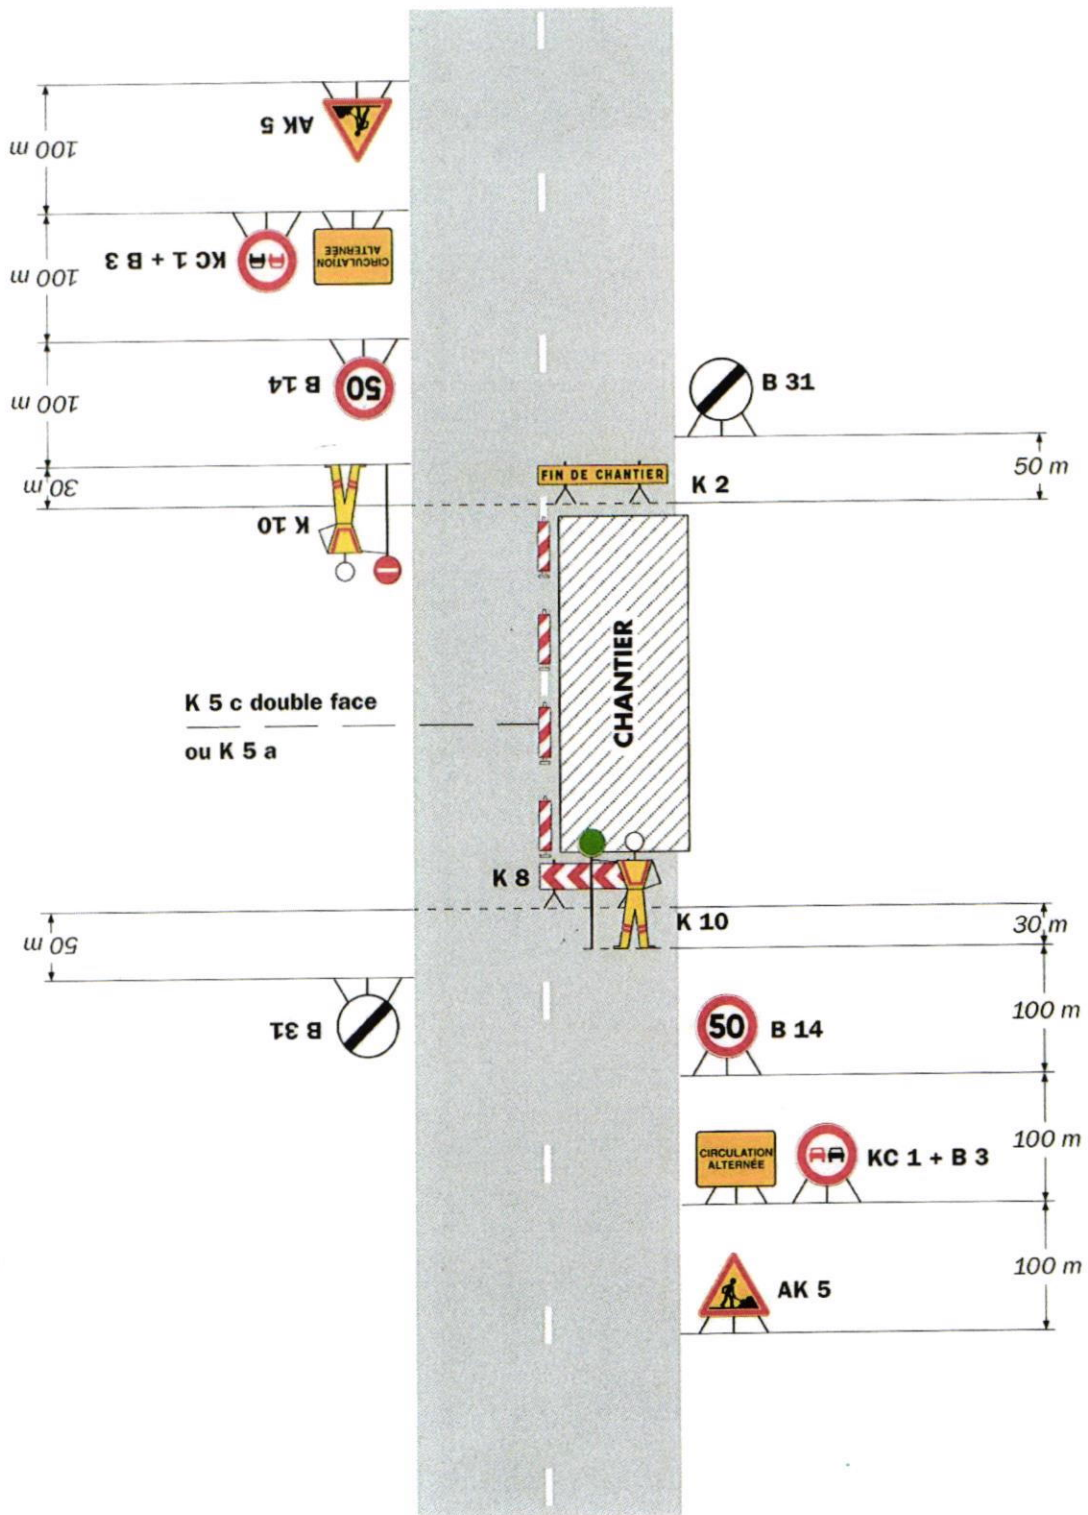 AK 5
100 m
KC 1 + B 3
CIRCULATION
ALTERNÉE
100 m
B 14
50
100 m
B 31
50 m
30 m
K 10
FIN DE CHANTIER
K 2
CHANTIER
K 5 c double face
ou K 5 a
K 8
K 10
30 m
50 m
B 31
50
B 14
100 m
CIRCULATION
ALTERNÉE
KC 1 + B 3
100 m
AK 5
100 m